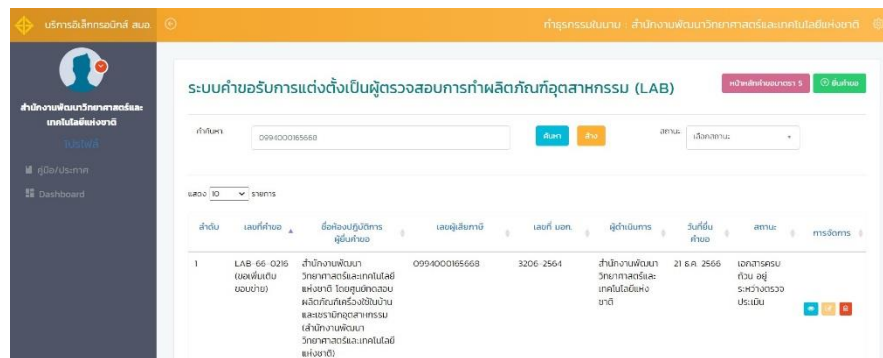 บริการอิเล็กทรอนิกส์ สมอ.
ทำธุรกรรมในนาม : สำนักงานพัฒนาวิทยาศาสตร์และเทคโนโลยีแห่งชาติ
สำนักงานพัฒนาวิทยาศาสตร์และ
เทคโนโลยีแห่งชาติ
โปรไฟล์
คู่มือ/ประกาศ
Dashboard
ระบบคำขอรับการแต่งตั้งเป็นผู้ตรวจสอบการทำผลิตภัณฑ์อุตสาหกรรม (LAB)
หน้าหลักคำขอมาตรา 5
ยื่นคำขอ
คำค้นหา
0994000165668
ค้นหา
ล้าง
สถานะ
เลือกสถานะ
แสดง 10 รายการ
ลำดับ เลขที่คำขอ ชื่อห้องปฏิบัติการ เลขผู้เสียภาษี เลขที่ มอก. ผู้ดำเนินการ วันที่ยื่น สถานะ การจัดการ
ผู้ยื่นคำขอ คำขอ
1 LAB-66-0216 สำนักงานพัฒนา 0994000165668 3206-2564 สำนักงานพัฒนา 21 ธ.ค. 2566 เอกสารครบ
(ขอเพิ่มเติม วิทยาศาสตร์และเทคโนโลยี วิทยาศาสตร์และ ถ้วน อยู่
ขอบข่าย) แห่งชาติ โดยศูนย์ทดสอบ เทคโนโลยีแห่ง ระหว่างตรวจ
ผลิตภัณฑ์เครื่องใช้ในบ้าน ชาติ ประเมิน
และเซรามิกอุตสาหกรรม
(สำนักงานพัฒนา
วิทยาศาสตร์และเทคโนโลยี
แห่งชาติ)